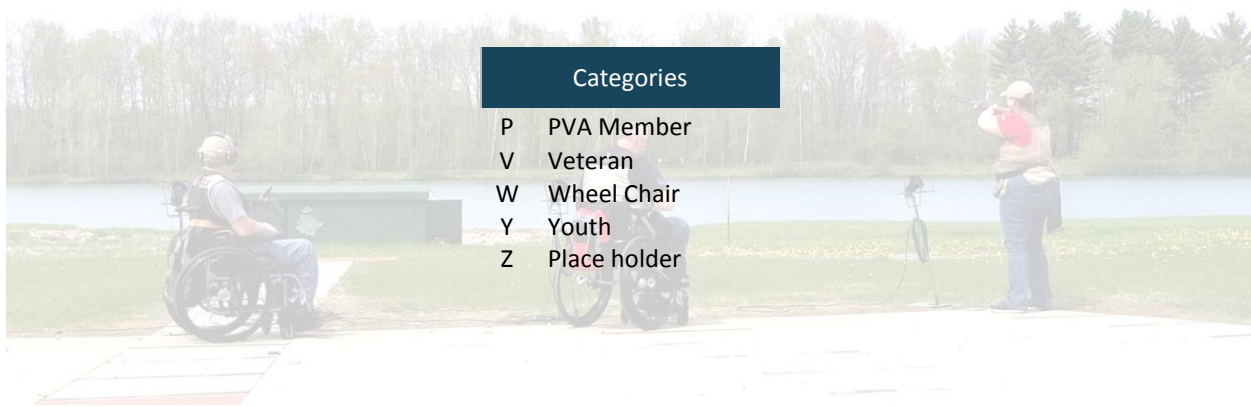 Categories
P PVA Member
V Veteran
W Wheel Chair
Y Youth
Z Place holder